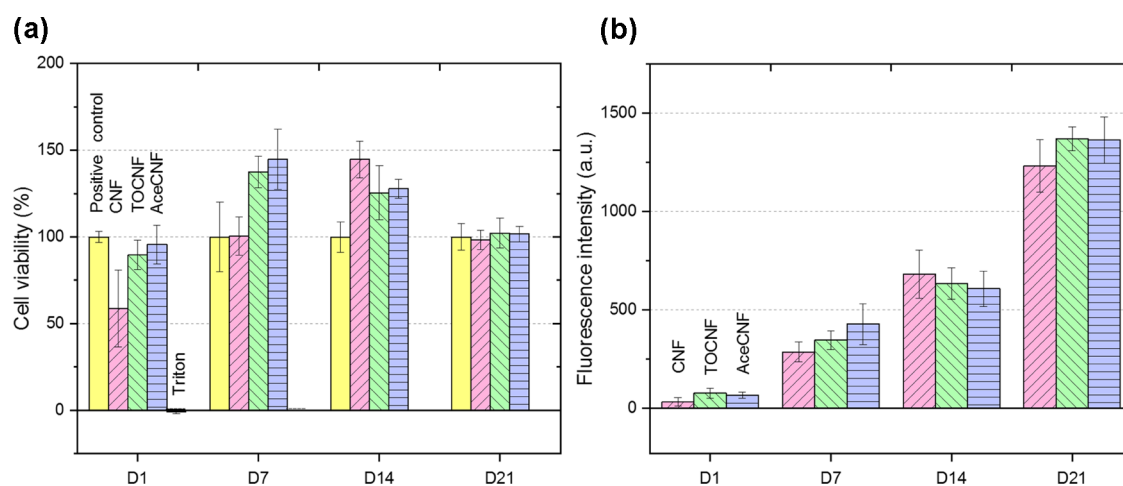 (a)
Cell viability (%)
200
150
100
50
0
Positive control
CNF
TOCNF
AceCNF
Triton
D1
D7
D14
D21
(b)
Fluorescence intensity (a.u.)
1500
1000
500
0
CNF
TOCNF
AceCNF
D1
D7
D14
D21